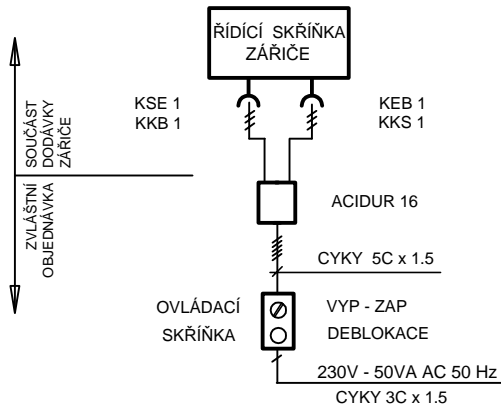 ŘÍDÍCÍ SKŘÍŇKA
ZÁŘIČE
KSE 1
KKB 1
KEB 1
KKS 1
SOUČÁST
DODÁVKY
ZÁŘIČE
ZVLÁŠTNÍ
OBJEDNÁVKA
ACIDUR 16
CYKY 5C x 1.5
OVLÁDACÍ
SKŘÍŇKA
VYP - ZAP
DEBLOKACE
230V - 50VA AC 50 Hz
CYKY 3C x 1.5